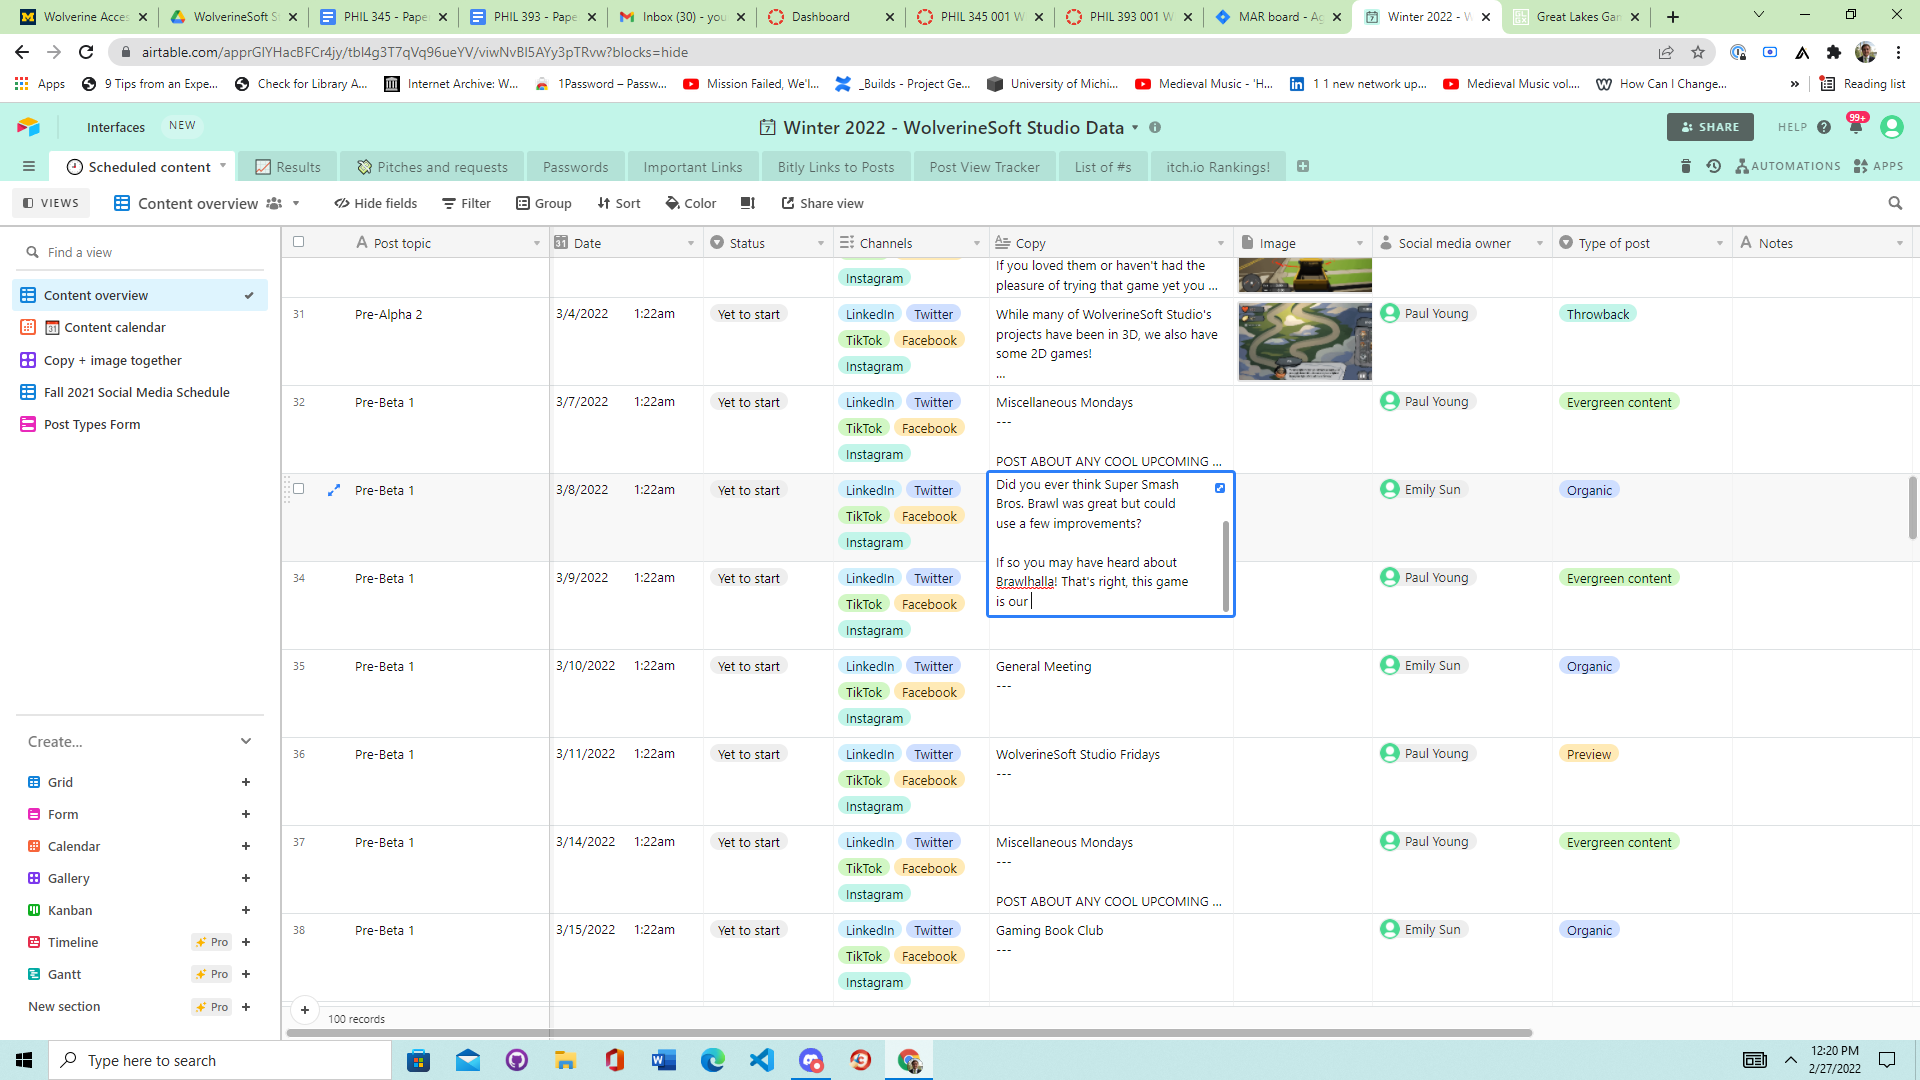 Wolverine Acces
WolverineSoft S
PHIL 345 - Pape
PHIL 393 - Pape
Inbox (30) - you
Dashboard
PHIL 345 001 W
PHIL 393 001 W
MAR board - Ag
Winter 2022 - W
Great Lakes Gam
airtable.com/apprGlYHacBFCr4jy/tbl4g3T7qVq96ueYV/viwNvBI5AYy3pTRvw?blocks=hide
Apps
9 Tips from an Expe...
Check for Library A...
Internet Archive: W...
1Password – Passw...
Mission Failed, We'l...
_Builds - Project Ge...
University of Michi...
Medieval Music - 'H...
1 1 new network up...
Medieval Music vol....
How Can I Change...
»
Reading list
Interfaces
NEW
Winter 2022 - WolverineSoft Studio Data
SHARE
HELP
99+
Scheduled content
Results
Pitches and requests
Passwords
Important Links
Bitly Links to Posts
Post View Tracker
List of #s
itch.io Rankings!
AUTOMATIONS
APPS
VIEWS
Content overview
Hide fields
Filter
Group
Sort
Color
Share view
Find a view
Content overview
Content calendar
Copy + image together
Fall 2021 Social Media Schedule
Post Types Form
Create...
Grid
Form
Calendar
Gallery
Kanban
Timeline
Pro
Gantt
Pro
New section
Pro
Post topic
Date
Status
Channels
Copy
Image
Social media owner
Type of post
Notes
Instagram
If you loved them or haven't had the
pleasure of trying that game yet you ...
31
Pre-Alpha 2
3/4/2022 1:22am
Yet to start
LinkedIn Twitter
TikTok Facebook
Instagram
While many of WolverineSoft Studio's
projects have been in 3D, we also have
some 2D games!
...
Paul Young
Throwback
32
Pre-Beta 1
3/7/2022 1:22am
Yet to start
LinkedIn Twitter
TikTok Facebook
Instagram
Miscellaneous Mondays
---
POST ABOUT ANY COOL UPCOMING ...
Paul Young
Evergreen content
Pre-Beta 1
3/8/2022 1:22am
Yet to start
LinkedIn Twitter
TikTok Facebook
Instagram
Did you ever think Super Smash
Bros. Brawl was great but could
use a few improvements?
If so you may have heard about
Brawlhalla! That's right, this game
is our
Emily Sun
Organic
34
Pre-Beta 1
3/9/2022 1:22am
Yet to start
LinkedIn Twitter
TikTok Facebook
Instagram
Paul Young
Evergreen content
35
Pre-Beta 1
3/10/2022 1:22am
Yet to start
LinkedIn Twitter
TikTok Facebook
Instagram
General Meeting
---
Emily Sun
Organic
36
Pre-Beta 1
3/11/2022 1:22am
Yet to start
LinkedIn Twitter
TikTok Facebook
Instagram
WolverineSoft Studio Fridays
---
Paul Young
Preview
37
Pre-Beta 1
3/14/2022 1:22am
Yet to start
LinkedIn Twitter
TikTok Facebook
Instagram
Miscellaneous Mondays
---
POST ABOUT ANY COOL UPCOMING ...
Paul Young
Evergreen content
38
Pre-Beta 1
3/15/2022 1:22am
Yet to start
LinkedIn Twitter
TikTok Facebook
Instagram
Gaming Book Club
---
Emily Sun
Organic
100 records
Type here to search
12:20 PM
2/27/2022